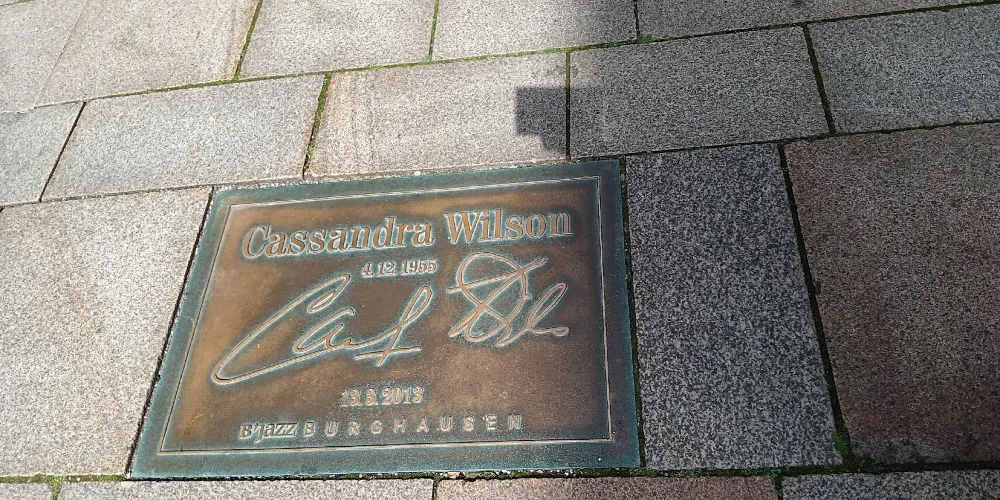 Cassandra Wilson
4.12.1955
13.3.2013
B'jazz BURGHAUSEN